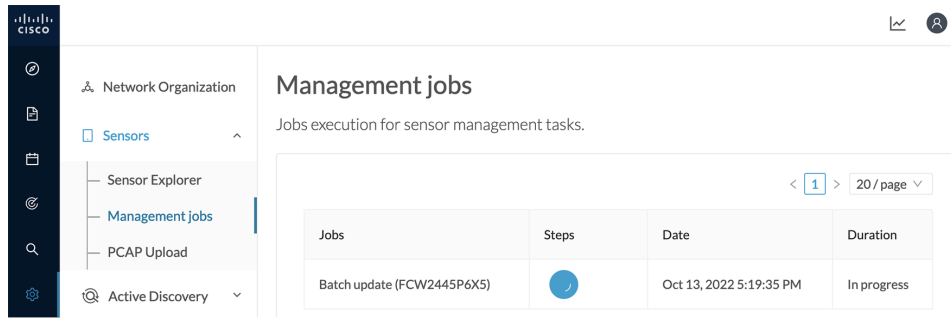 CISCO
Network Organization
Sensors
Sensor Explorer
Management jobs
PCAP Upload
Active Discovery
Management jobs
Jobs execution for sensor management tasks.
< 1 > 20 / page
Jobs Steps Date Duration
Batch update (FCW2445P6X5) Oct 13, 2022 5:19:35 PM In progress